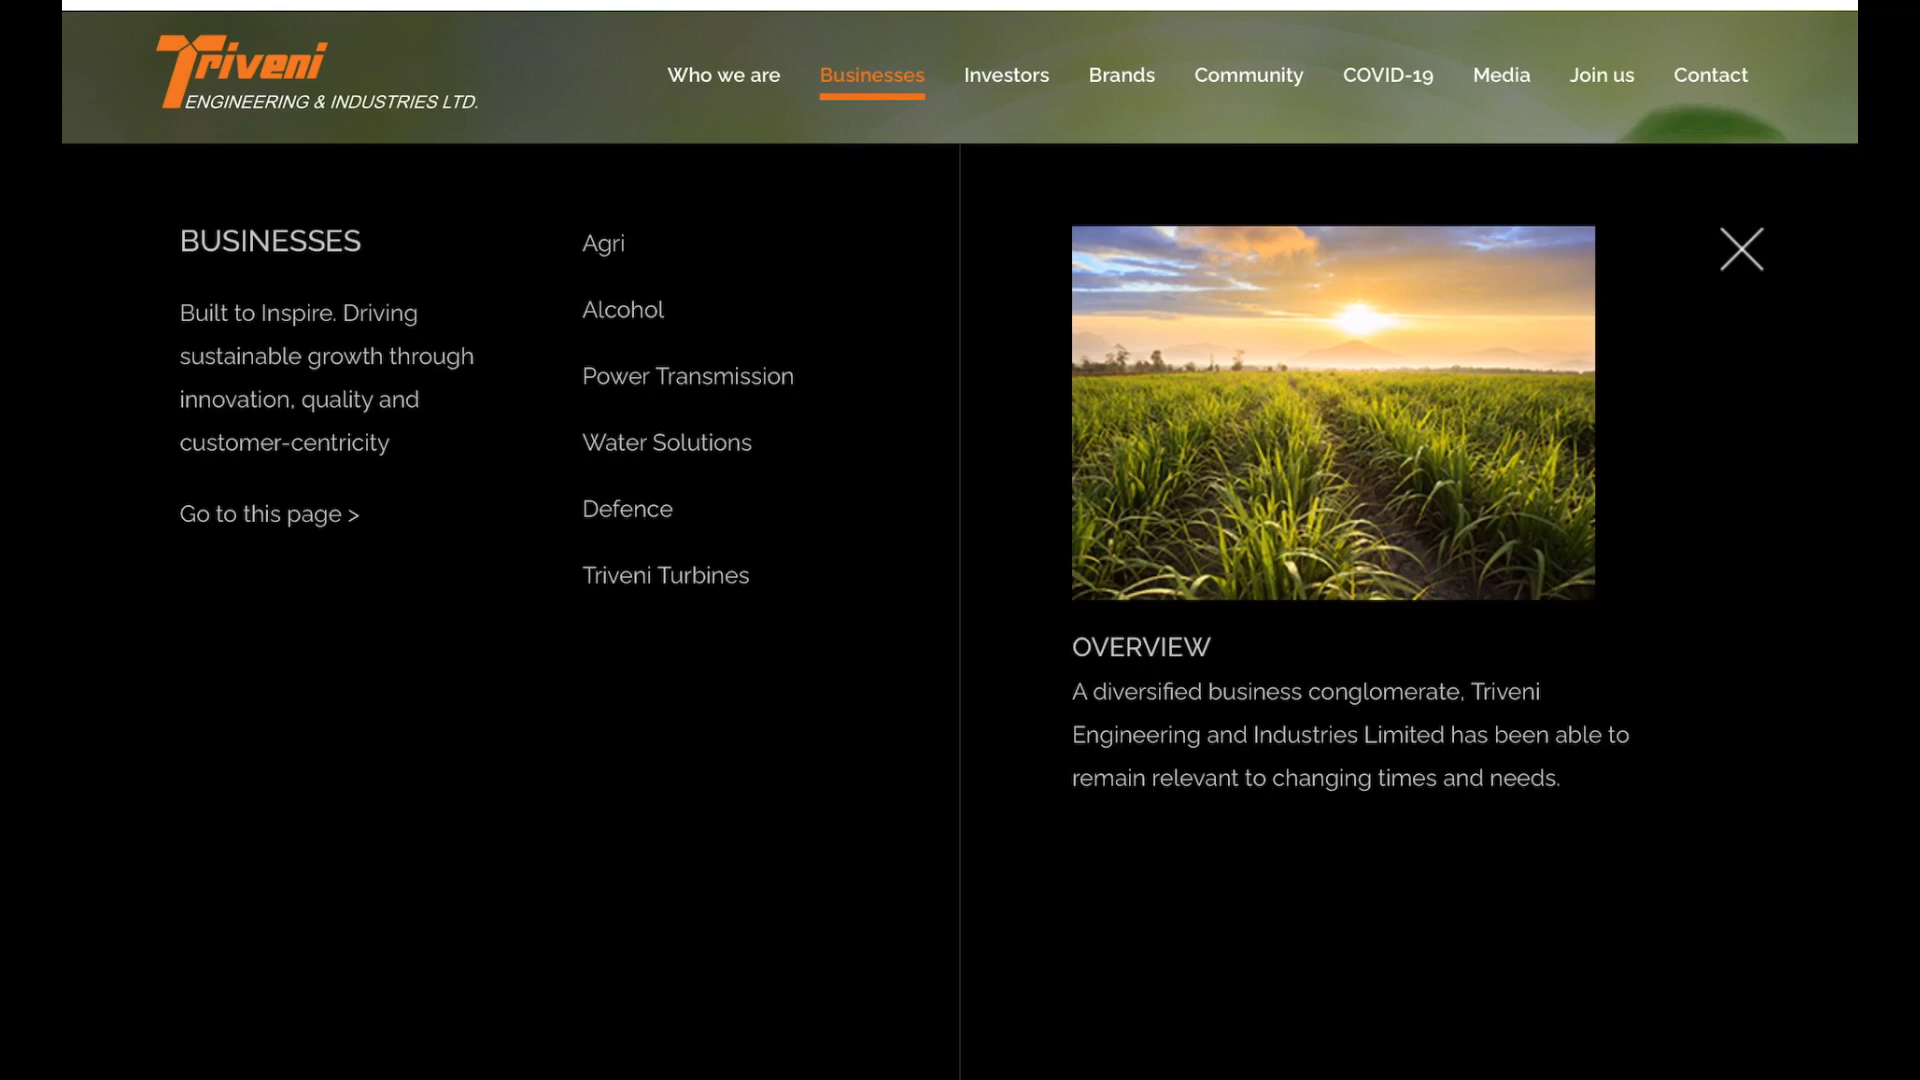 Triveni
ENGINEERING & INDUSTRIES LTD.
Who we are Businesses Investors Brands Community COVID-19 Media Join us Contact
BUSINESSES
Built to Inspire. Driving
sustainable growth through
innovation, quality and
customer-centricity
Go to this page >
Agri
Alcohol
Power Transmission
Water Solutions
Defence
Triveni Turbines
OVERVIEW
A diversified business conglomerate, Triveni
Engineering and Industries Limited has been able to
remain relevant to changing times and needs.